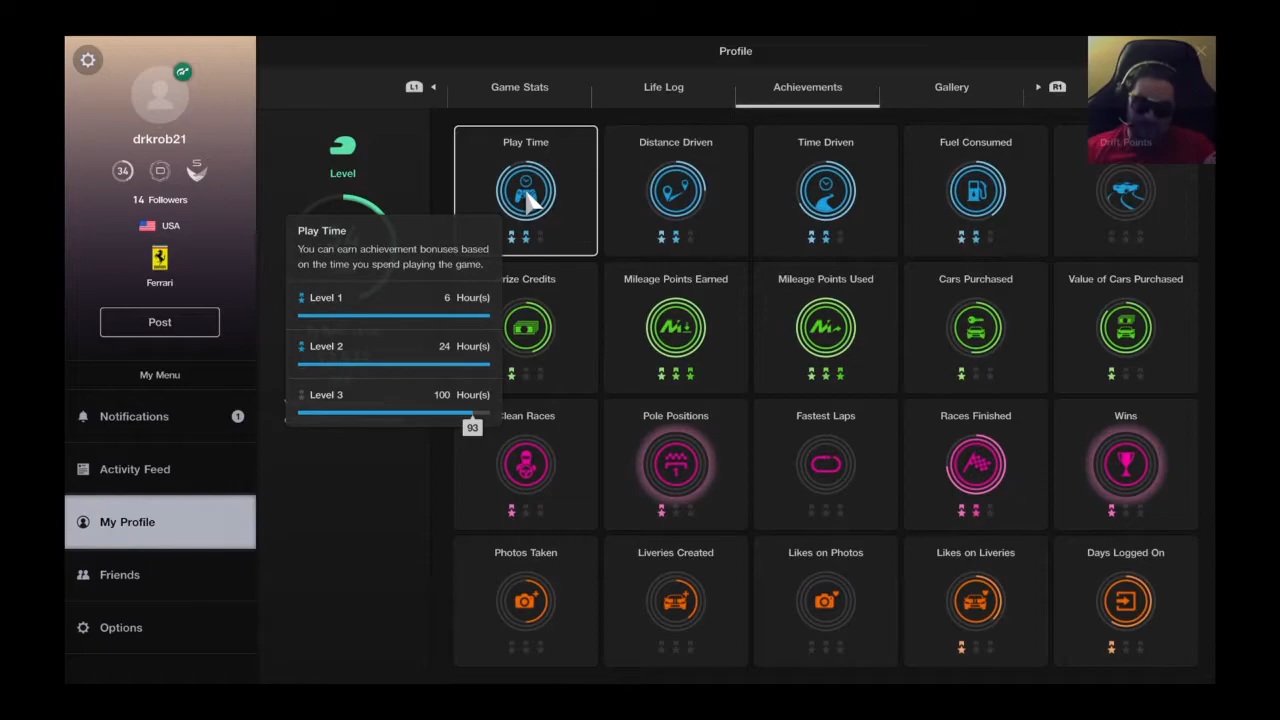 Profile
L1
Game Stats
Life Log
Achievements
Gallery
R1
drkrob21
34
D
S
14 Followers
USA
Ferrari
Post
My Menu
Notifications
1
Activity Feed
My Profile
Friends
Options
Level
Play Time
Distance Driven
Time Driven
Fuel Consumed
Drift Points
Play Time
You can earn achievement bonuses based
on the time you spend playing the game.
Level 1 6 Hour(s)
Level 2 24 Hour(s)
Level 3 100 Hour(s)
93
rize Credits
Mileage Points Earned
Mileage Points Used
Cars Purchased
Value of Cars Purchased
Clean Races
Pole Positions
Fastest Laps
Races Finished
Wins
1
Photos Taken
Liveries Created
Likes on Photos
Likes on Liveries
Days Logged On